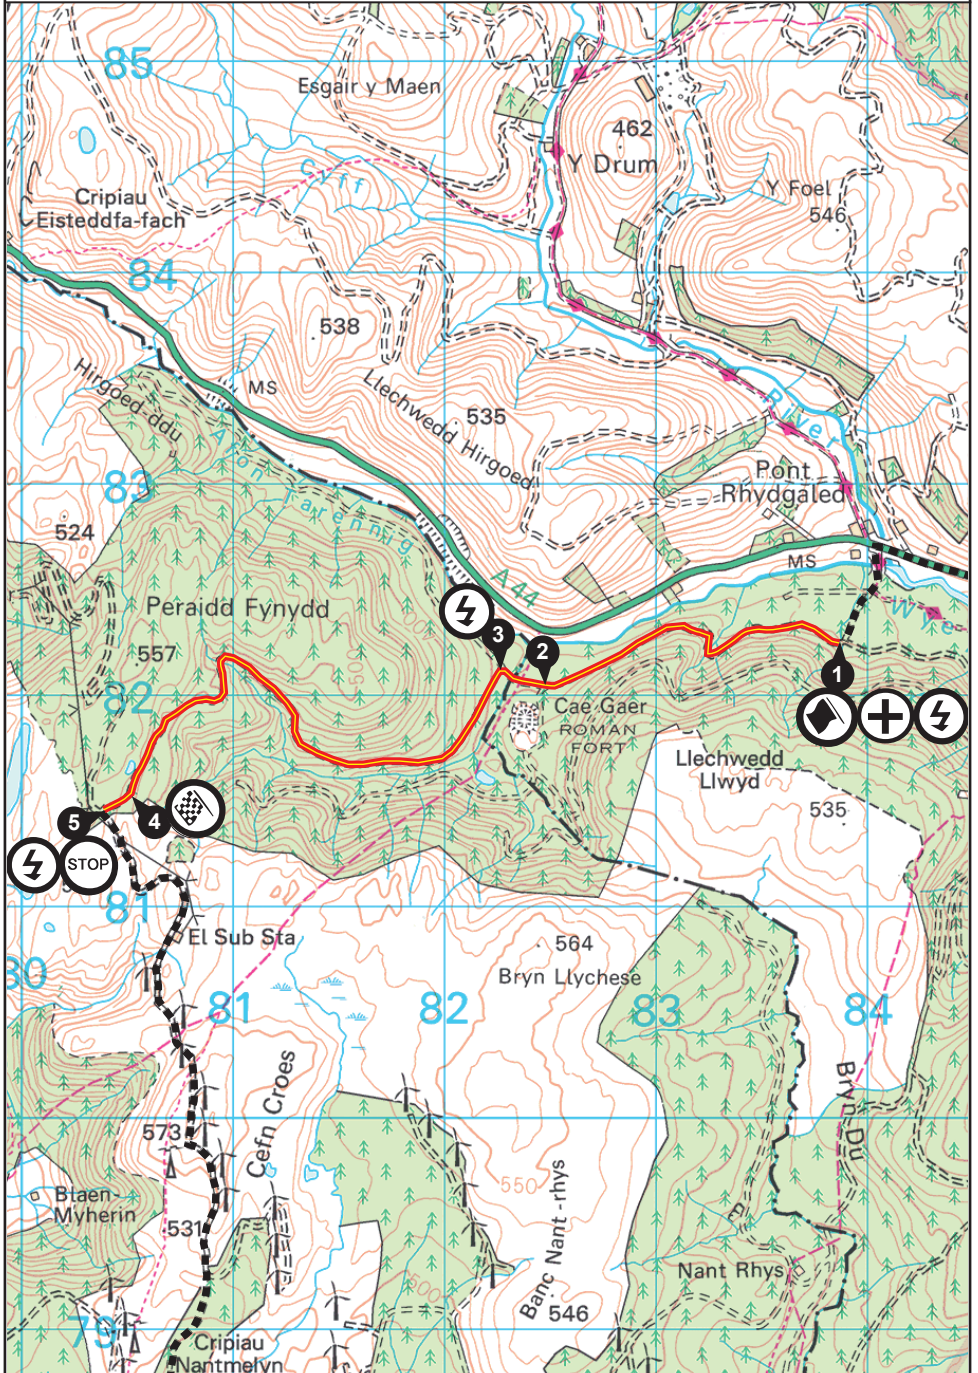 85
Esgair y Maen
462
Y Drum
Cyff
Y Foel
546
Cripiau
Eisteddfa-fach
84
538
MS
Hirgoed-ddu
Llechwedd Hirgoed
535
River
Afon Tarennig
83
Pont
Rhydgaled
524
MS
A44
Wye
Peraidd Fynydd
557
3
2
1
82
Cae Gaer
ROMAN
FORT
Llechwedd
Llwyd
535
5
4
STOP
81
El Sub Sta
564
Bryn Llychese
80
81
82
83
84
Cefn Croes
Bryn Du
573
550
Banc Nant-rhys
Blaen-
Myherin
531
Nant Rhys
500
546
79
Cripiau
Nantmelyn